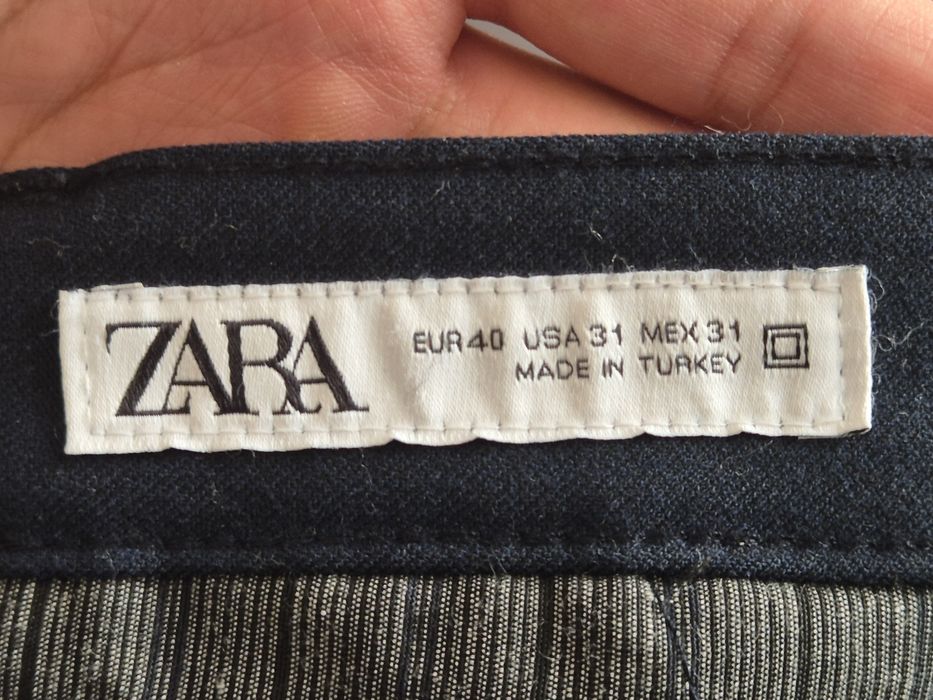 ZARA
EUR 40 USA 31 MEX 31
MADE IN TURKEY